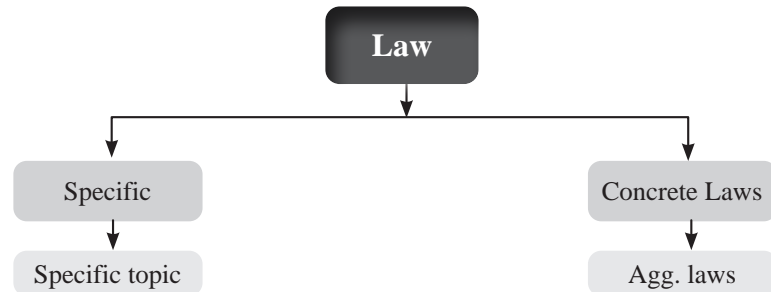 Law
Specific
Concrete Laws
Specific topic
Agg. laws